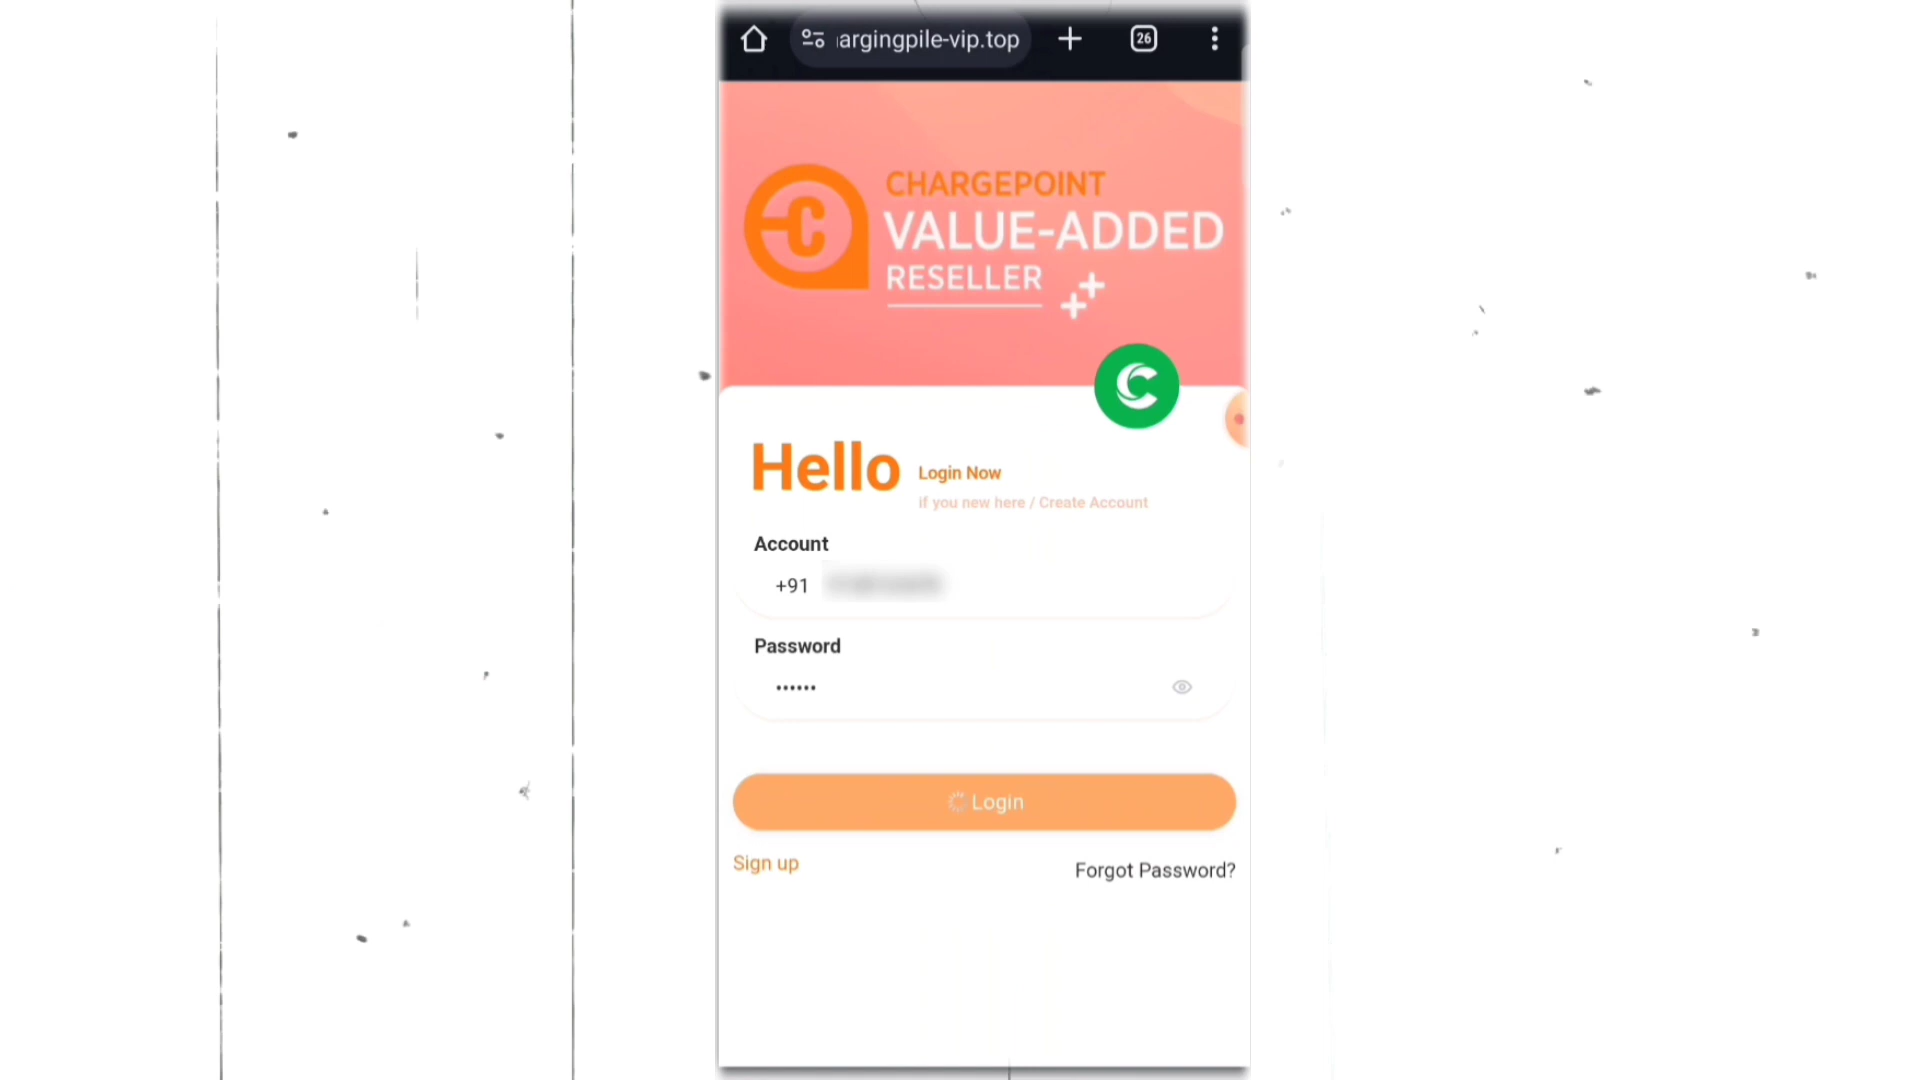 argingpile-vip.top
26
CHARGEPOINT
VALUE-ADDED
RESELLER
Hello
Login Now
if you new here / Create Account
Account
+91
Password
Login
Sign up
Forgot Password?